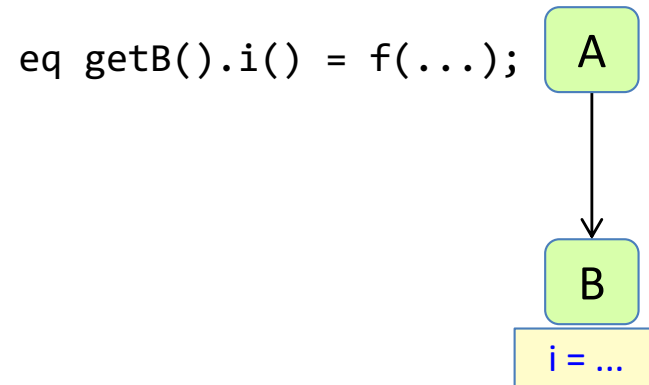 eq getB().i() = f(...);
A
B
i = ...